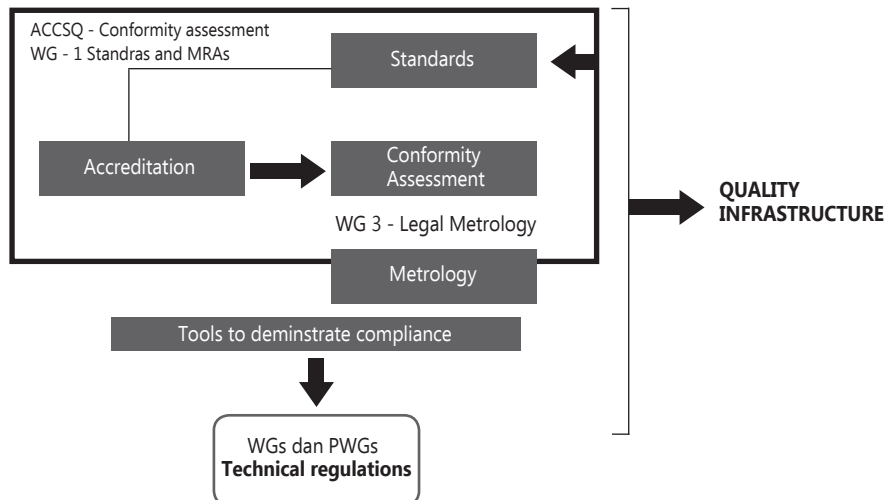 ACCSQ - Conformity assessment
WG - 1 Standras and MRAs
Standards
Accreditation
Conformity
Assessment
WG 3 - Legal Metrology
Metrology
Tools to deminstrate compliance
WGs dan PWGs
Technical regulations
QUALITY
INFRASTRUCTURE